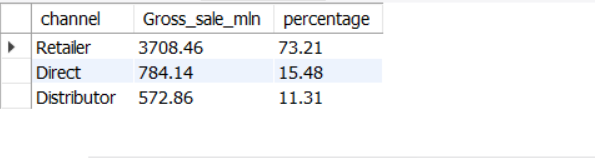 channel Gross_sale_mln percentage
Retailer 3708.46 73.21
Direct 784.14 15.48
Distributor 572.86 11.31